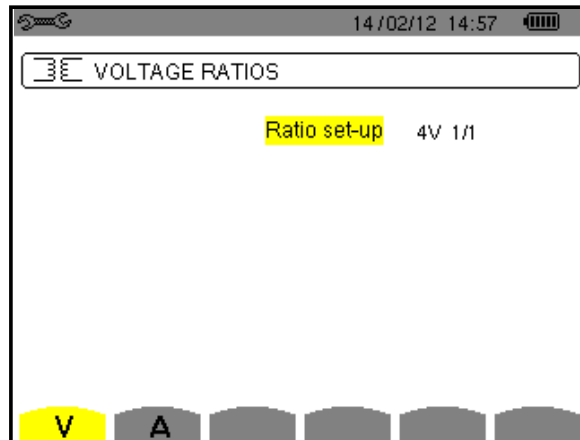 14/02/12 14:57
VOLTAGE RATIOS
Ratio set-up 4V 1/1
V A